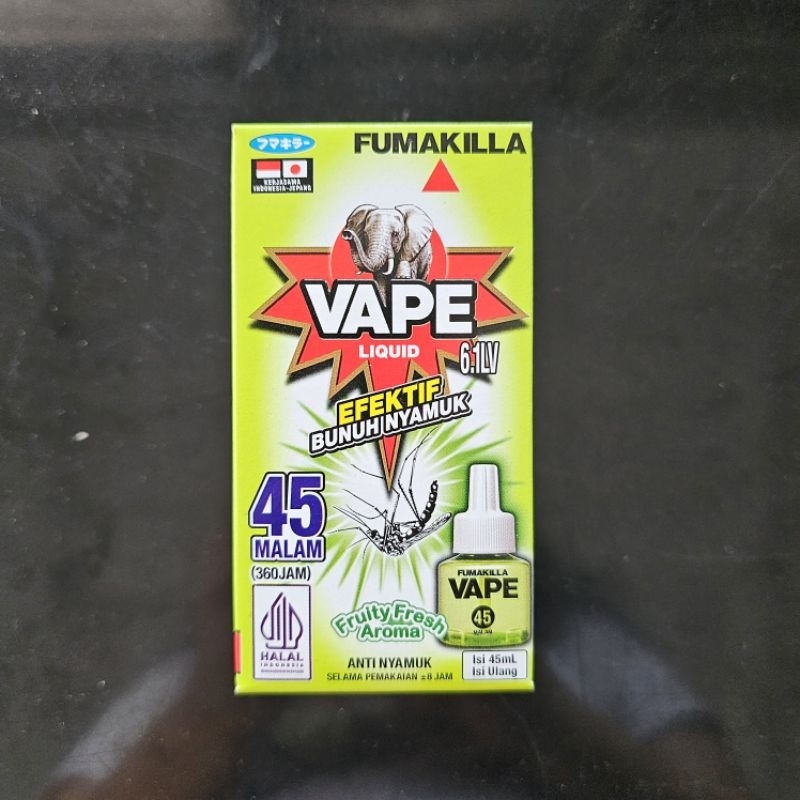 フマキラー
FUMAKILLA
KERJASAMA
INDONESIA-JEPANG
VAPE
LIQUID
6.1LV
EFEKTIF
BUNUH NYAMUK
45
MALAM
(360JAM)
FUMAKILLA
VAPE
45
MALAM
HALAL
INDONESIA
Fruity Fresh
Aroma
ANTI NYAMUK
SELAMA PEMAKAIAN ±8 JAM
Isi 45mL
Isi Ulang